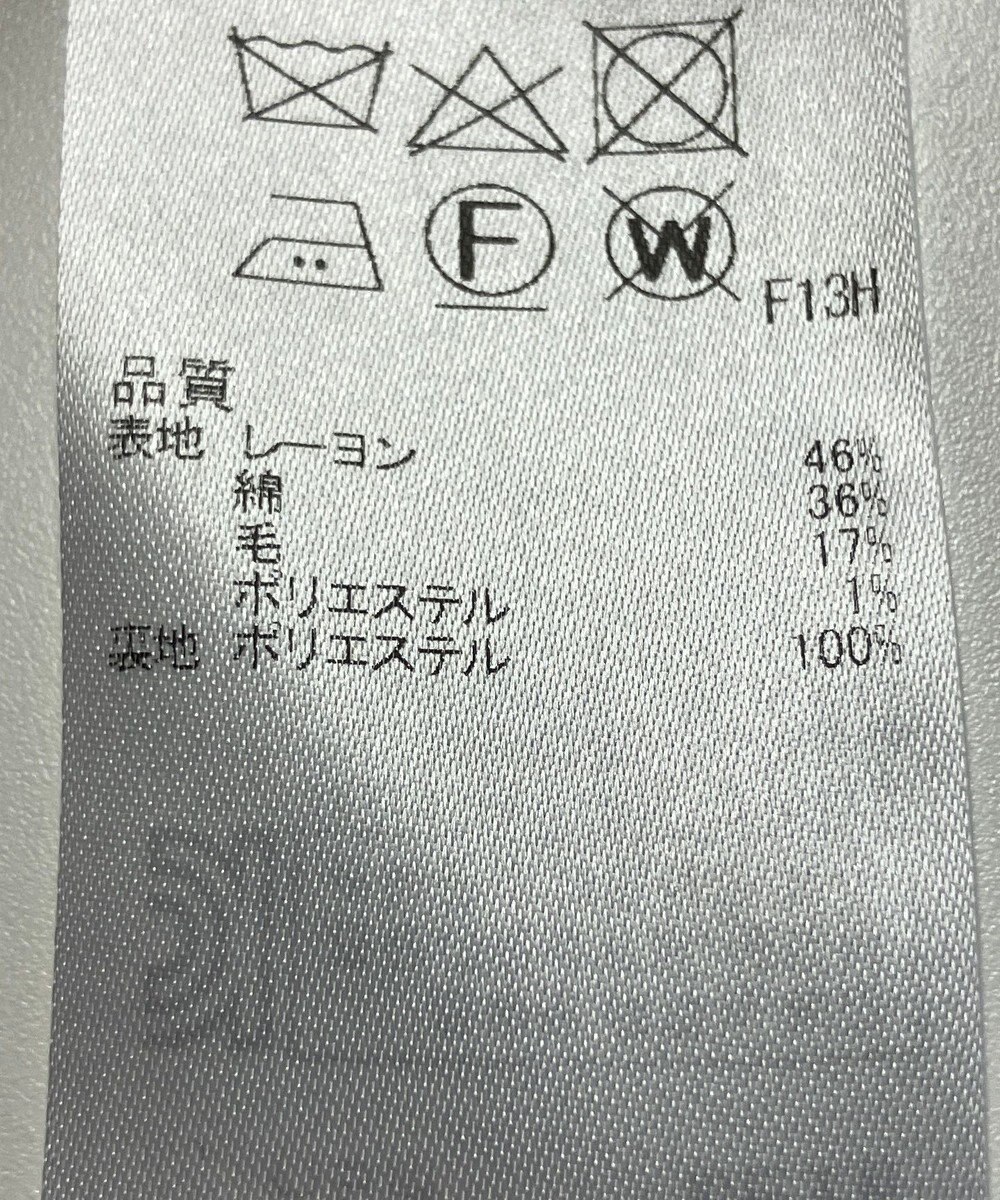 F W F13H
品質
表地 レーヨン 46%
綿 36%
毛 17%
ポリエステル 1%
裏地 ポリエステル 100%